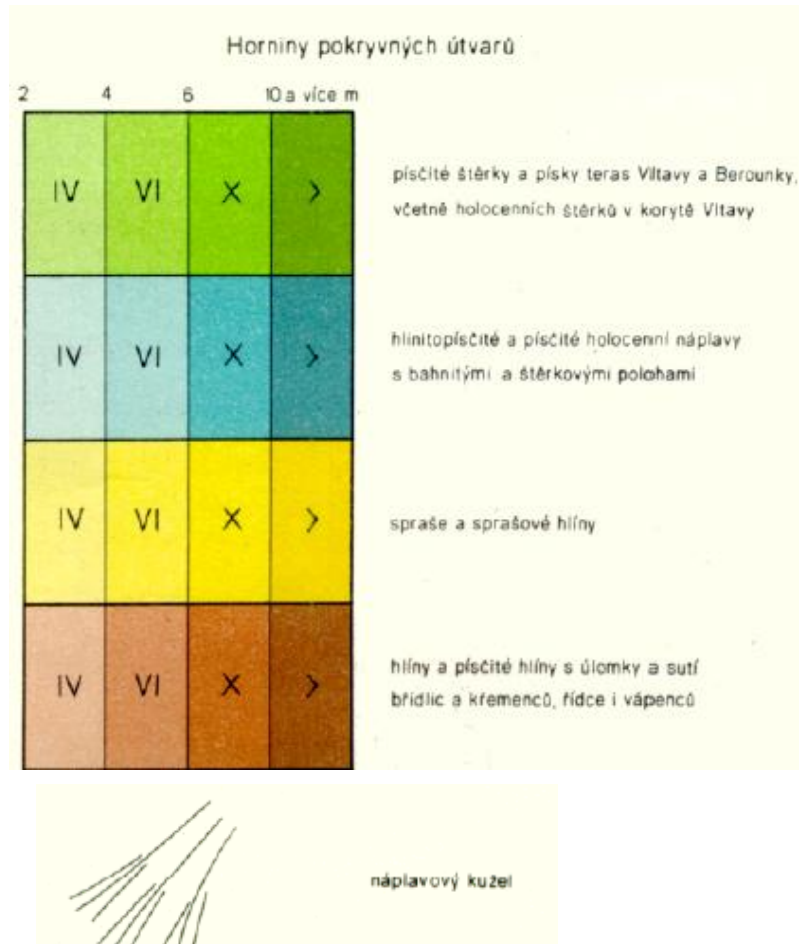 Horniny pokryvných útvarů
2 4 6 10 a více m
IV VI X >
písčité štěrky a písky teras Vltavy a Berounky,
včetně holocenních štěrků v korytě Vltavy
IV VI X >
hlinitopísčité a písčité holocenní náplavy
s bahnitými a štěrkovými polohami
IV VI X >
spraše a sprašové hlíny
IV VI X >
hlíny a písčité hlíny s úlomky a sutí
břidlic a křemenců, řídce i vápenců
náplavový kužel